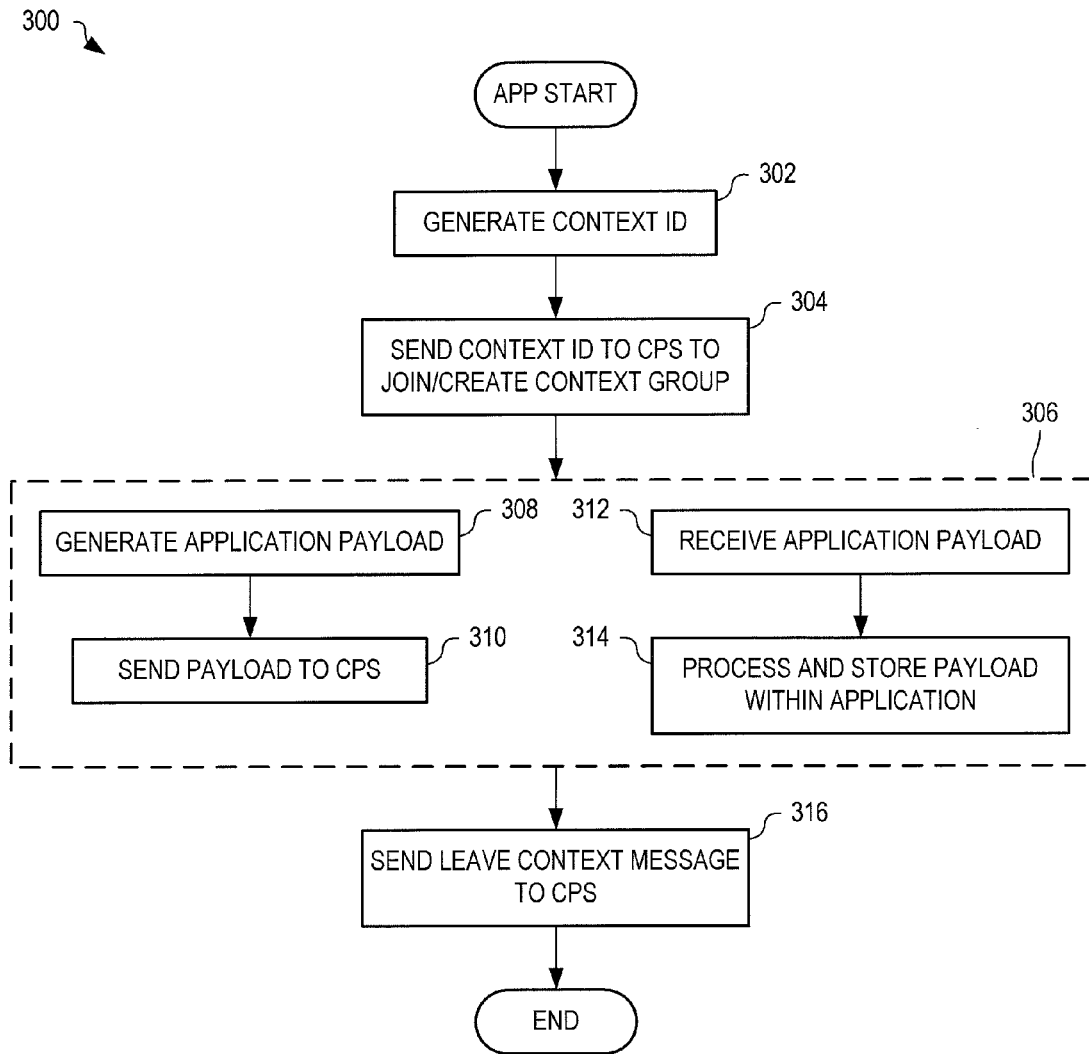 300
APP START
302
GENERATE CONTEXT ID
304
SEND CONTEXT ID TO CPS TO
JOIN/CREATE CONTEXT GROUP
306
308
GENERATE APPLICATION PAYLOAD
310
SEND PAYLOAD TO CPS
312
RECEIVE APPLICATION PAYLOAD
314
PROCESS AND STORE PAYLOAD
WITHIN APPLICATION
316
SEND LEAVE CONTEXT MESSAGE
TO CPS
END